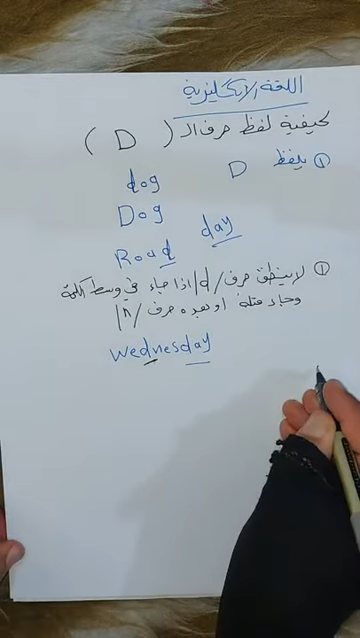 اللغة الانگليزية
كيفية لفظ حرف الـ ( D )
① يلفظ D
dog
Dog
day
Road
① لا ينطق حرف /d/ اذا جاء في وسط الكلمة
وجاء قبله او بعده حرف /n/
wednesday